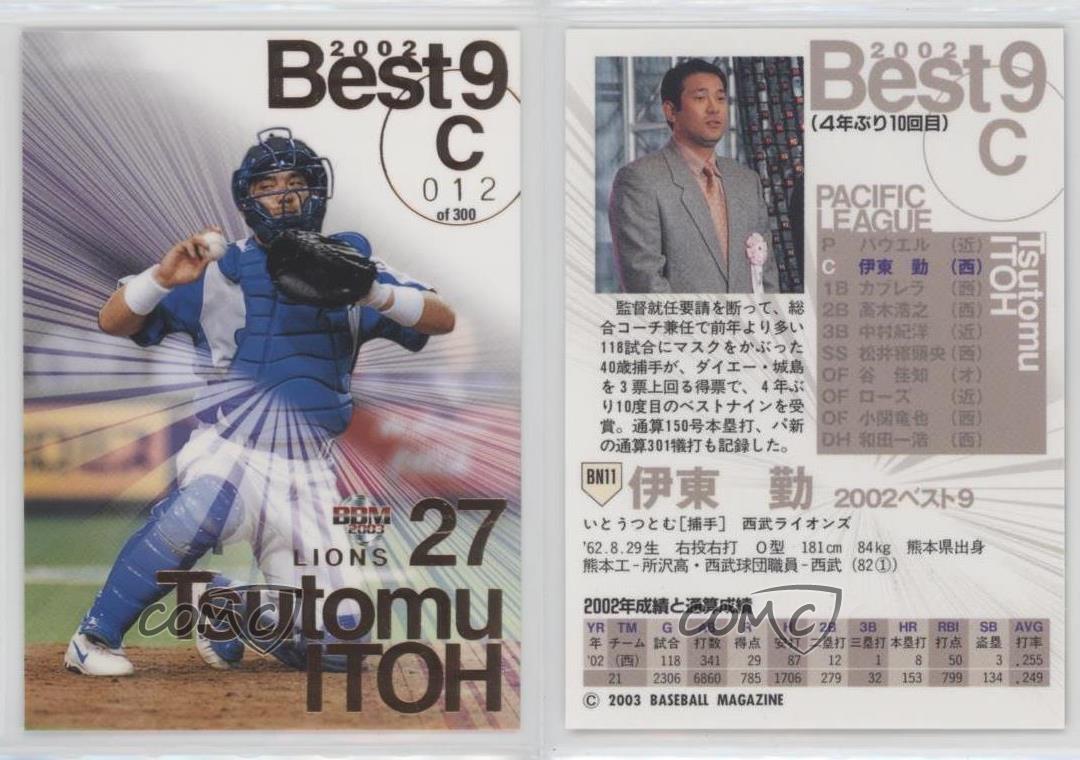 2002
Best 9
C
012
of 300
BBM
2003
LIONS 27
Tsutomu
ITOH
COMC
COMC
2002
Best 9
(4年ぶり10回目)
C
PACIFIC
LEAGUE
Tsutomu
ITOH
P パウエル (近)
C 伊東 勤 (西)
1B カブレラ (西)
2B 高木浩之 (西)
3B 中村紀洋 (近)
SS 松井稼頭央 (西)
OF 谷 佳知 (オ)
OF ローズ (近)
OF 小関竜也 (西)
DH 和田一浩 (西)
監督就任要請を断って、総
合コーチ兼任で前年より多い
118試合にマスクをかぶった
40歳捕手が、ダイエー・城島
を3票上回る得票で、4年ぶ
り10度目のベストナインを受
賞。通算150号本塁打、パ新
の通算301犠打も記録した。
BN11 伊東 勤 2002ベスト9
いとうつとむ[捕手] 西武ライオンズ
'62.8.29生 右投右打 O型 181cm 84kg 熊本県出身
熊本工-所沢高・西武球団職員-西武(82①)
2002年成績と通算成績
YR TM G AB R H 2B 3B HR RBI SB AVG
年 チーム 試合 打数 得点 安打 二塁打 三塁打 本塁打 打点 盗塁 打率
'02 (西) 118 341 29 87 12 1 8 50 3 .255
21 2306 6860 785 1706 279 32 153 799 134 .249
© 2003 BASEBALL MAGAZINE
COMC
COMC